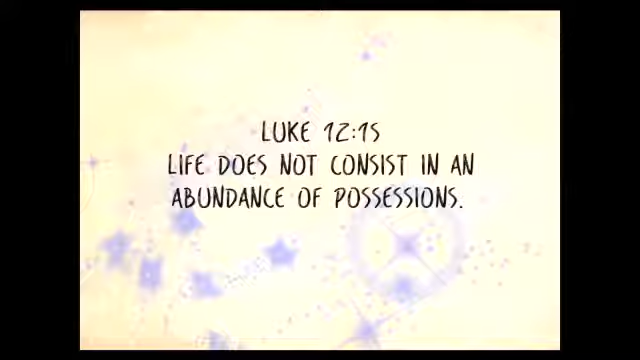 LUKE 12:15
LIFE DOES NOT CONSIST IN AN
ABUNDANCE OF POSSESSIONS.